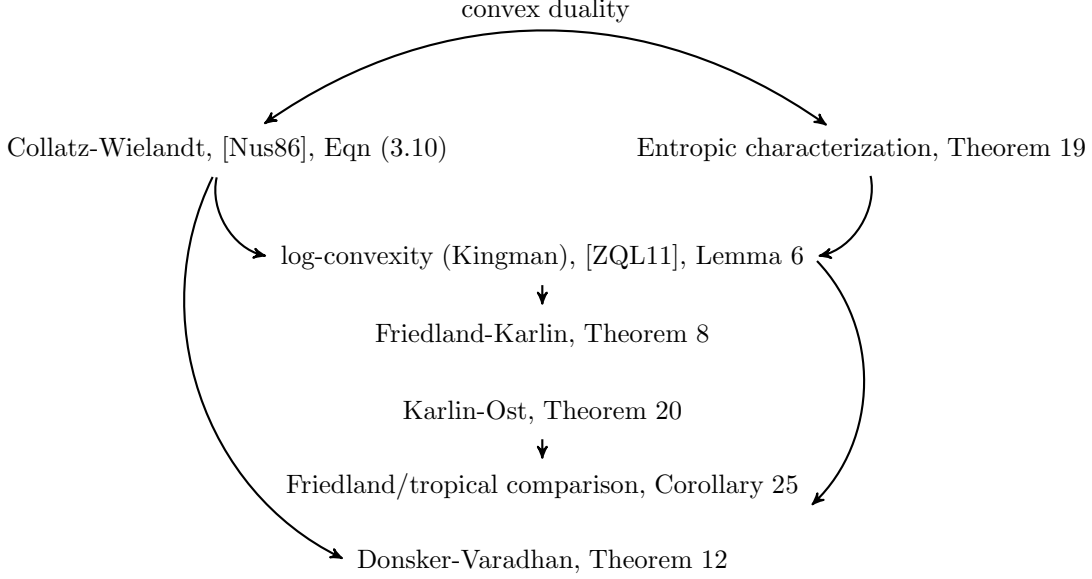 convex duality
Collatz-Wielandt, [Nus86], Eqn (3.10)
Entropic characterization, Theorem 19
log-convexity (Kingman), [ZQL11], Lemma 6
Friedland-Karlin, Theorem 8
Karlin-Ost, Theorem 20
Friedland/tropical comparison, Corollary 25
Donsker-Varadhan, Theorem 12